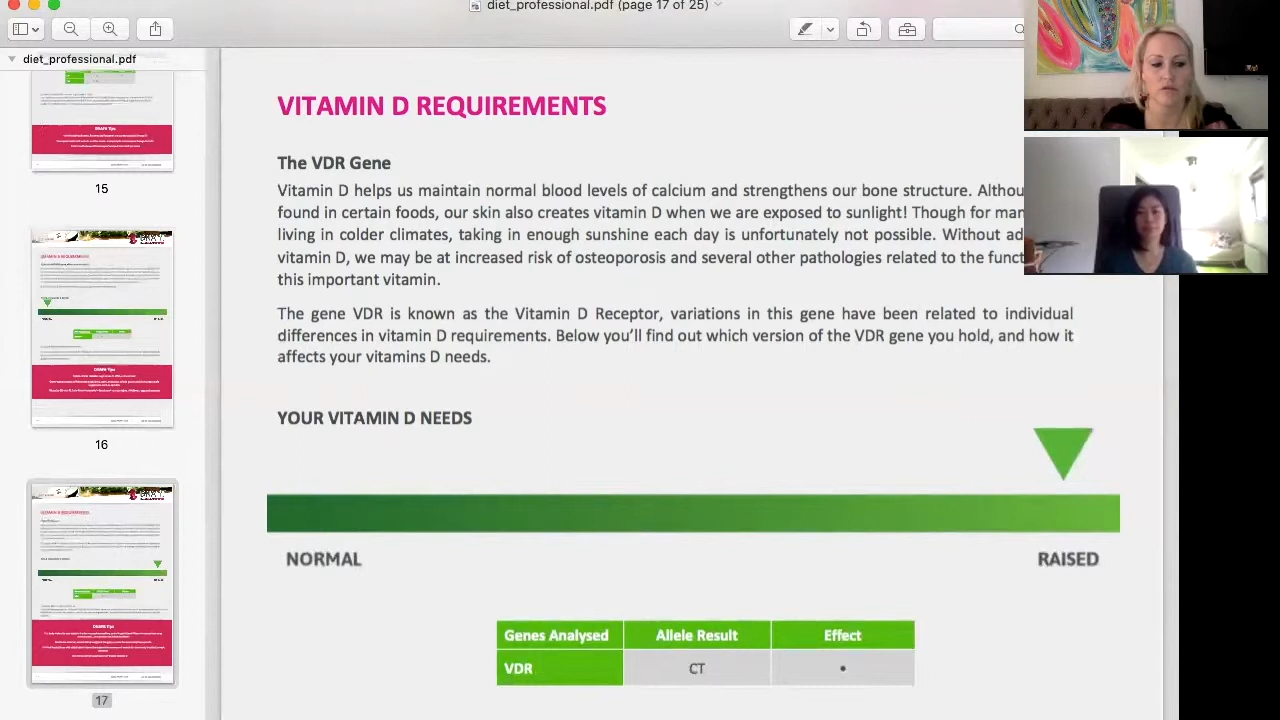 diet_professional.pdf (page 17 of 25)
diet_professional.pdf
15
16
17
VITAMIN D REQUIREMENTS
The VDR Gene
Vitamin D helps us maintain normal blood levels of calcium and strengthens our bone structure.
found in certain foods, our skin also creates vitamin D when we are exposed to sunlight! Though for
living in colder climates, taking in enough sunshine each day is unfortunately not possible. Without
vitamin D, we may be at increased risk of osteoporosis and several other pathologies related to the
this important vitamin.
The gene VDR is known as the Vitamin D Receptor, variations in this gene have been related to individual
differences in vitamin D requirements. Below you'll find out which version of the VDR gene you hold, and how it
affects your vitamins D needs.
YOUR VITAMIN D NEEDS
NORMAL RAISED
Gene Analysed Allele Result Effect
VDR CT •